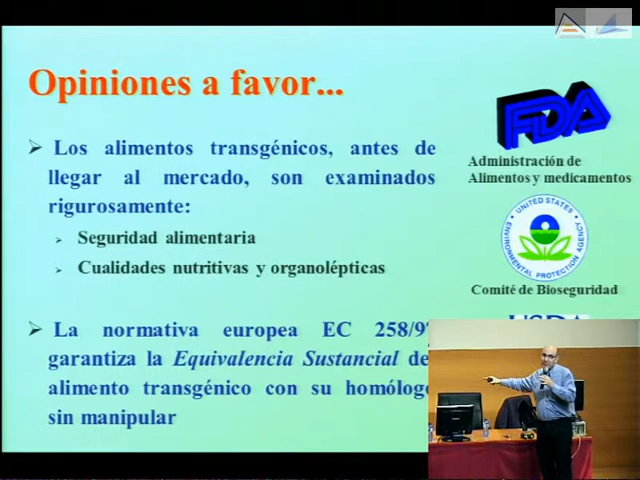 Opiniones a favor...
Los alimentos transgénicos, antes de
llegar al mercado, son examinados
rigurosamente:
Seguridad alimentaria
Cualidades nutritivas y organolépticas
La normativa europea EC 258/97
garantiza la Equivalencia Sustancial de
alimento transgénico con su homólogo
sin manipular
FDA
Administración de
Alimentos y medicamentos
UNITED STATES
ENVIRONMENTAL PROTECTION AGENCY
Comité de Bioseguridad
USDA